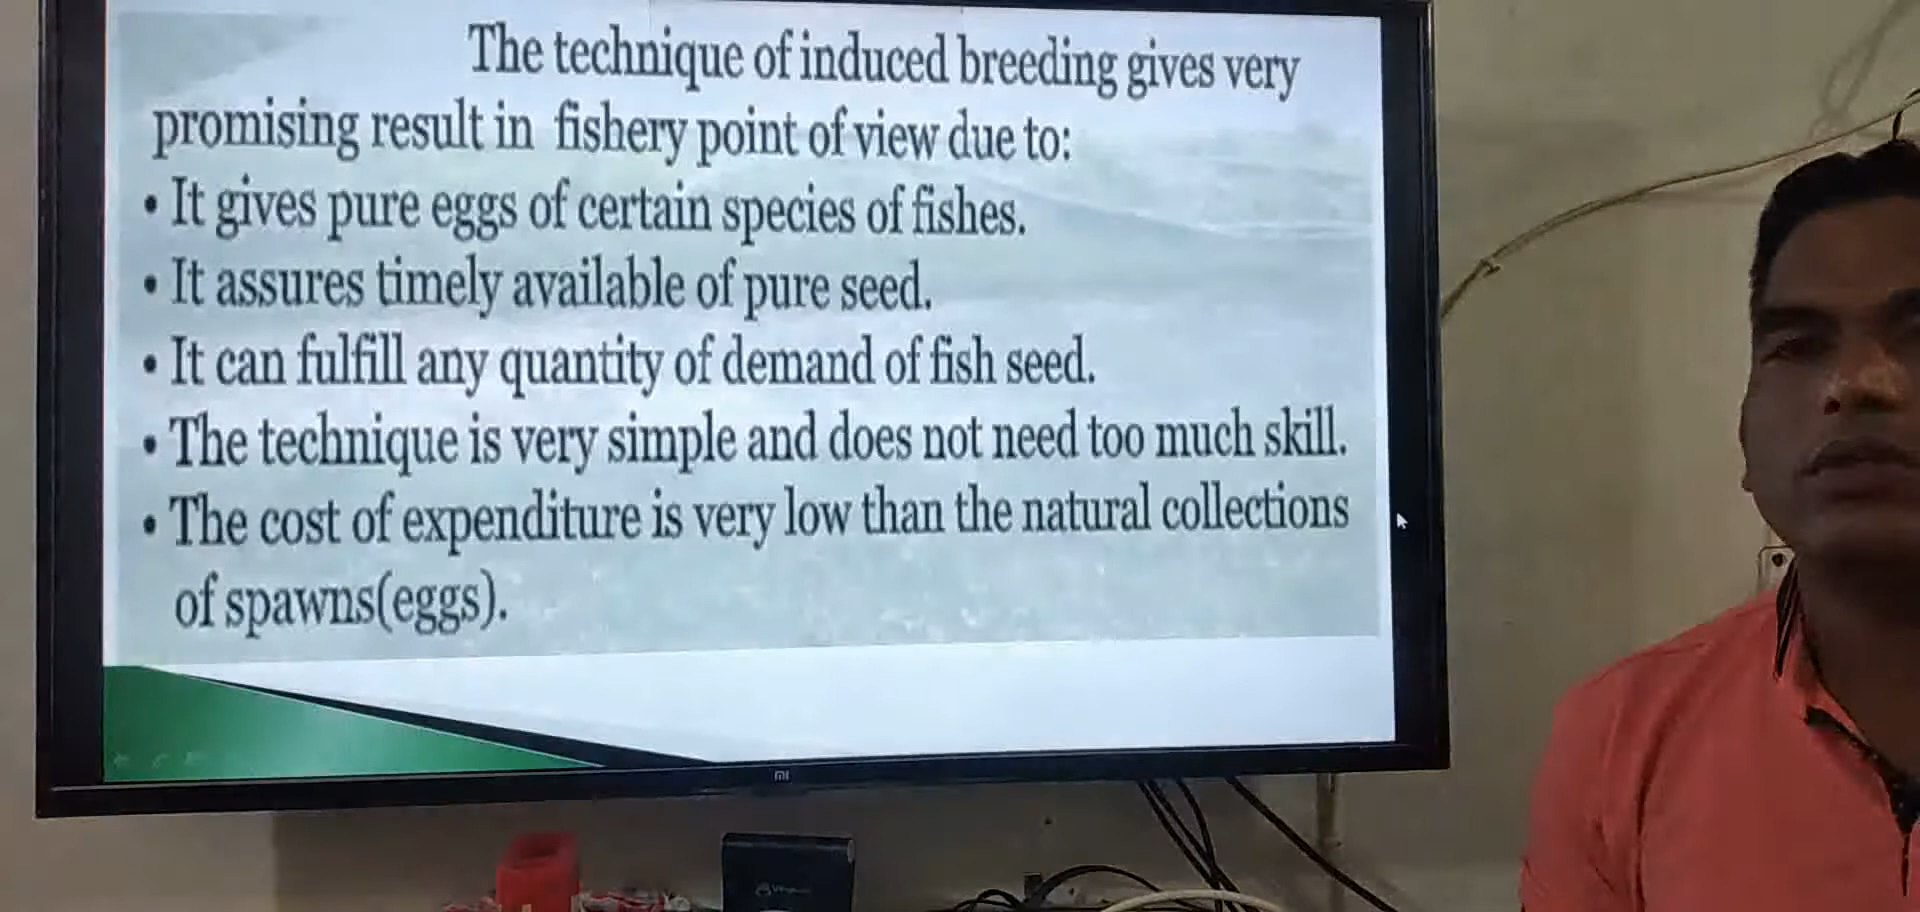 The technique of induced breeding gives very
promising result in fishery point of view due to:
• It gives pure eggs of certain species of fishes.
• It assures timely available of pure seed.
• It can fulfill any quantity of demand of fish seed.
• The technique is very simple and does not need too much skill.
• The cost of expenditure is very low than the natural collections
of spawns(eggs).
mi